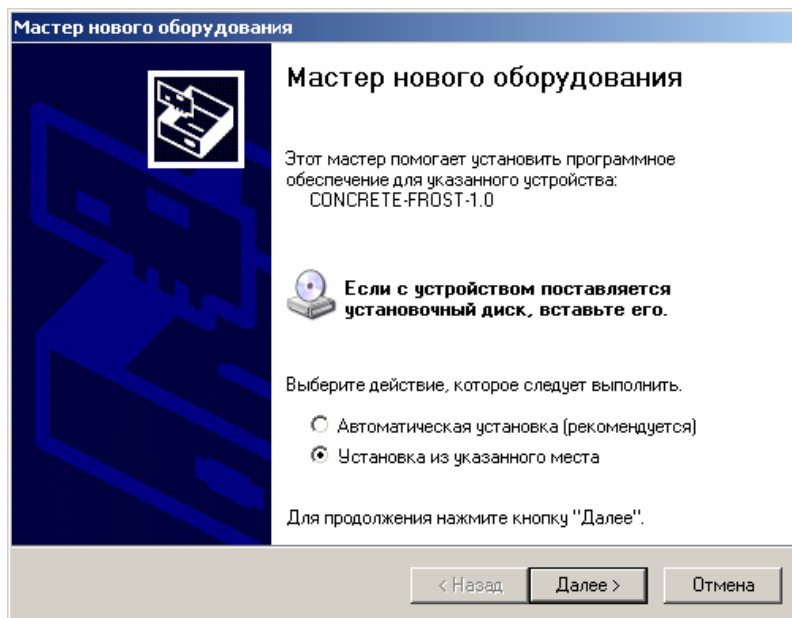 Мастер нового оборудования
Мастер нового оборудования
Этот мастер помогает установить программное
обеспечение для указанного устройства:
CONCRETE-FROST-1.0
Если с устройством поставляется
установочный диск, вставьте его.
Выберите действие, которое следует выполнить.
Автоматическая установка (рекомендуется)
Установка из указанного места
Для продолжения нажмите кнопку "Далее".
< Назад Далее > Отмена